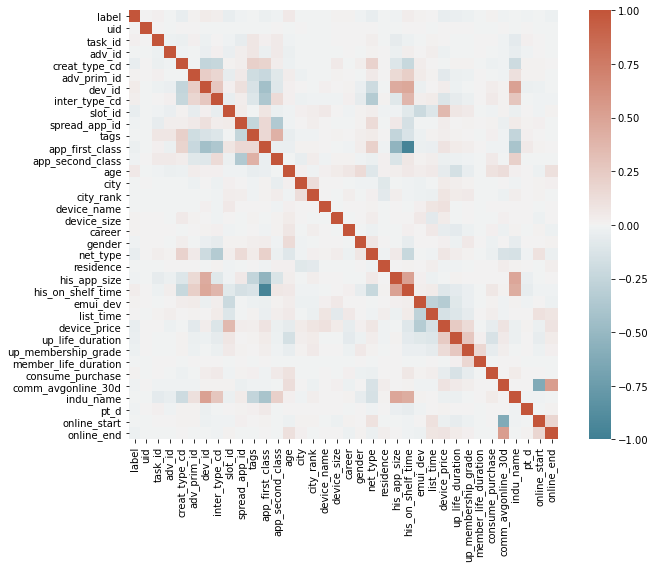 label
uid
task_id
adv_id
creat_type_cd
adv_prim_id
dev_id
inter_type_cd
slot_id
spread_app_id
tags
app_first_class
app_second_class
age
city
city_rank
device_name
device_size
career
gender
net_type
residence
his_app_size
his_on_shelf_time
emui_dev
list_time
device_price
up_life_duration
up_membership_grade
member_life_duration
consume_purchase
comm_avgonline_30d
indu_name
pt_d
online_start
online_end
label
uid
task_id
adv_id
creat_type_cd
adv_prim_id
dev_id
inter_type_cd
slot_id
spread_app_id
tags
app_first_class
app_second_class
age
city
city_rank
device_name
device_size
career
gender
net_type
residence
his_app_size
his_on_shelf_time
emui_dev
list_time
device_price
up_life_duration
up_membership_grade
member_life_duration
consume_purchase
comm_avgonline_30d
indu_name
pt_d
online_start
online_end
1.00
0.75
0.50
0.25
0.00
−0.25
−0.50
−0.75
−1.00